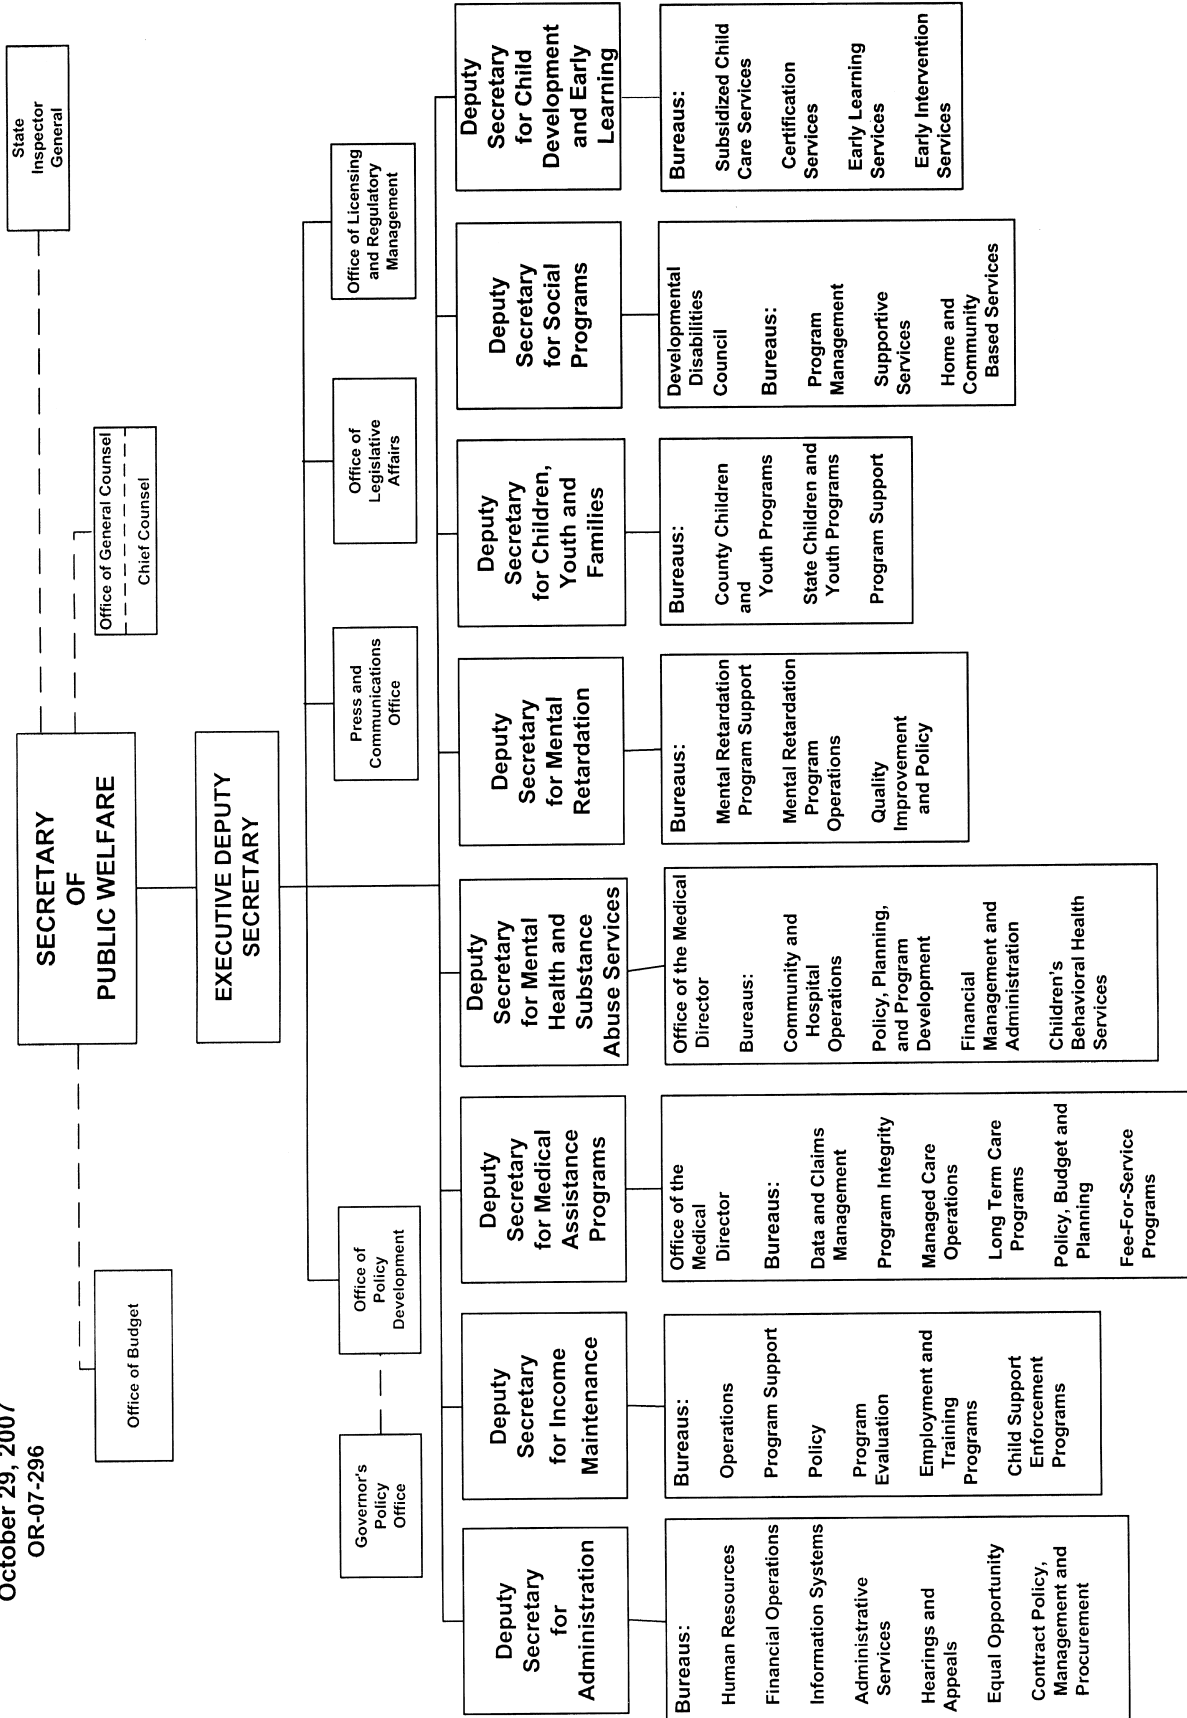 October 29, 2007
OR-07-296
State
Inspector
General
SECRETARY
OF
PUBLIC WELFARE
Office of General Counsel
Chief Counsel
Office of Budget
EXECUTIVE DEPUTY
SECRETARY
Governor's
Policy
Office
Office of
Policy
Development
Press and
Communications
Office
Office of
Legislative
Affairs
Office of Licensing
and Regulatory
Management
Deputy
Secretary
for
Administration
Bureaus:
Human Resources
Financial Operations
Information Systems
Administrative
Services
Hearings and
Appeals
Equal Opportunity
Contract Policy,
Management and
Procurement
Deputy
Secretary
for Income
Maintenance
Bureaus:
Operations
Program Support
Policy
Program
Evaluation
Employment and
Training
Programs
Child Support
Enforcement
Programs
Deputy
Secretary
for Medical
Assistance
Programs
Office of the
Medical
Director
Bureaus:
Data and Claims
Management
Program Integrity
Managed Care
Operations
Long Term Care
Programs
Policy, Budget and
Planning
Fee-For-Service
Programs
Deputy
Secretary
for Mental
Health and
Substance
Abuse Services
Office of the Medical
Director
Bureaus:
Community and
Hospital
Operations
Policy, Planning,
and Program
Development
Financial
Management and
Administration
Children's
Behavioral Health
Services
Deputy
Secretary
for Mental
Retardation
Bureaus:
Mental Retardation
Program Support
Mental Retardation
Program
Operations
Quality
Improvement
and Policy
Deputy
Secretary
for Children,
Youth and
Families
Bureaus:
County Children
and
Youth Programs
State Children and
Youth Programs
Program Support
Deputy
Secretary
for Social
Programs
Developmental
Disabilities
Council
Bureaus:
Program
Management
Supportive
Services
Home and
Community
Based Services
Deputy
Secretary
for Child
Development
and Early
Learning
Bureaus:
Subsidized Child
Care Services
Certification
Services
Early Learning
Services
Early Intervention
Services